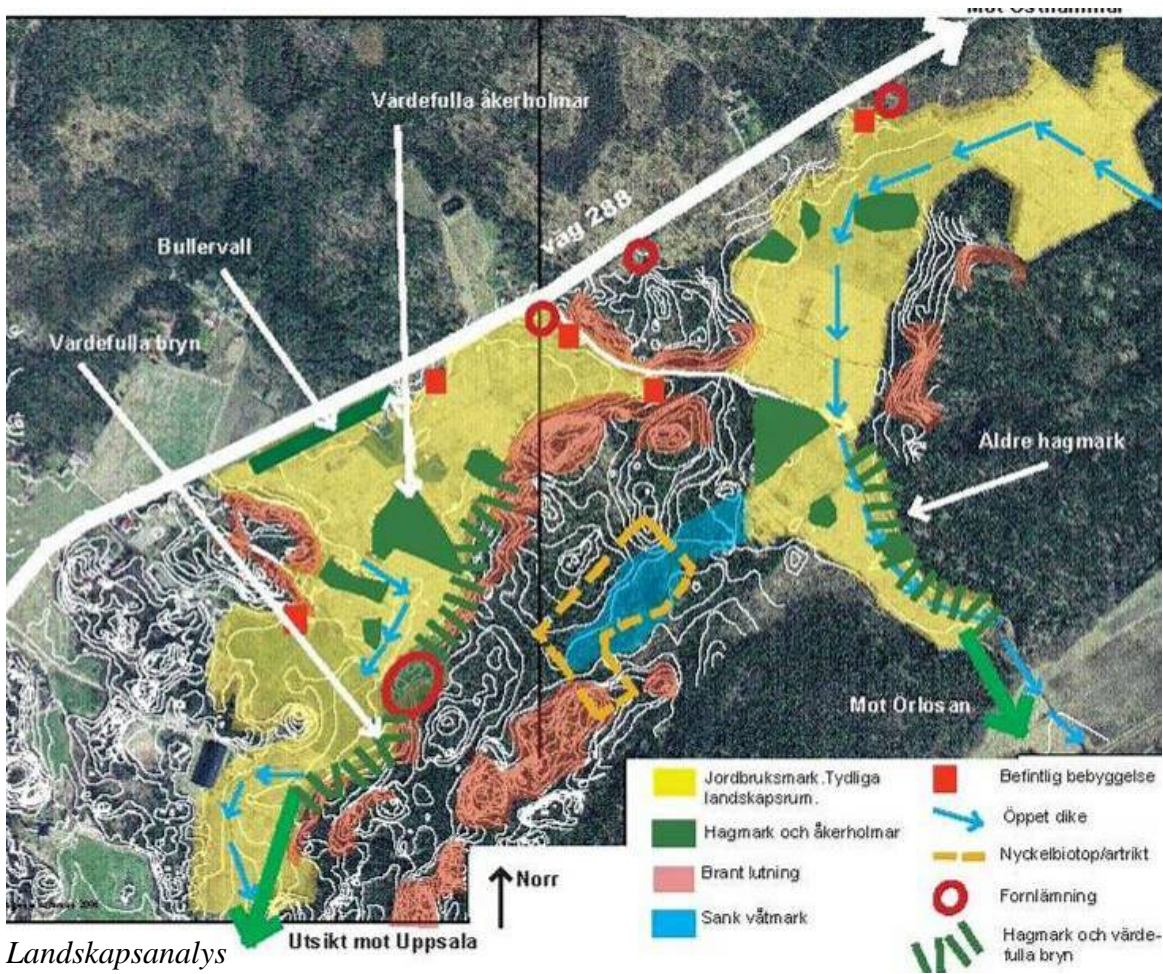 Mot Östhammar
Vardefulla åkerholmar
väg 288
Bullervall
Vardefulla bryn
Aldre hagmark
Mot Örlösan
Jordbruksmark.Tydliga
landskapsrum.
Hagmark och åkerholmar
Brant lutning
Sank våtmark
Befintlig bebyggelse
Öppet dike
Nyckelbiotop/artrikt
Fornlämning
Hagmark och värde-
fulla bryn
Norr
Utsikt mot Uppsala
Landskapsanalys